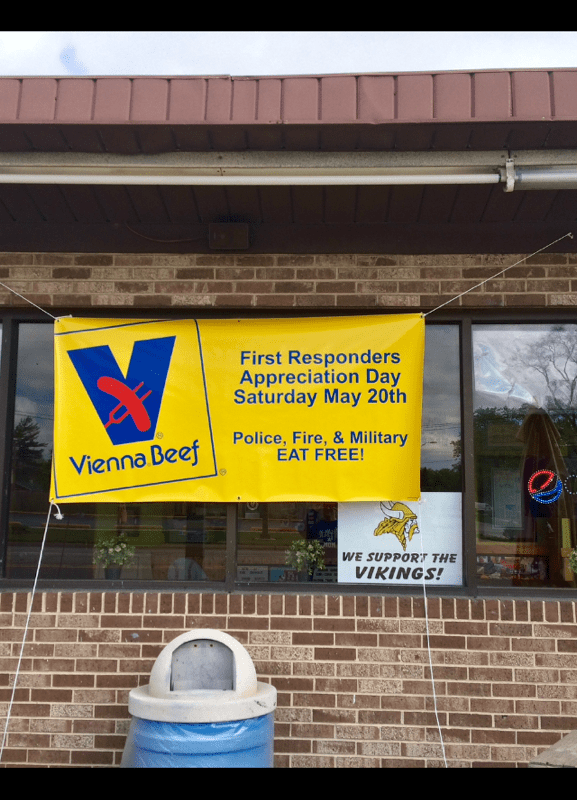 Vienna Beef
First Responders
Appreciation Day
Saturday May 20th
Police, Fire, & Military
EAT FREE!
WE SUPPORT THE
VIKINGS!